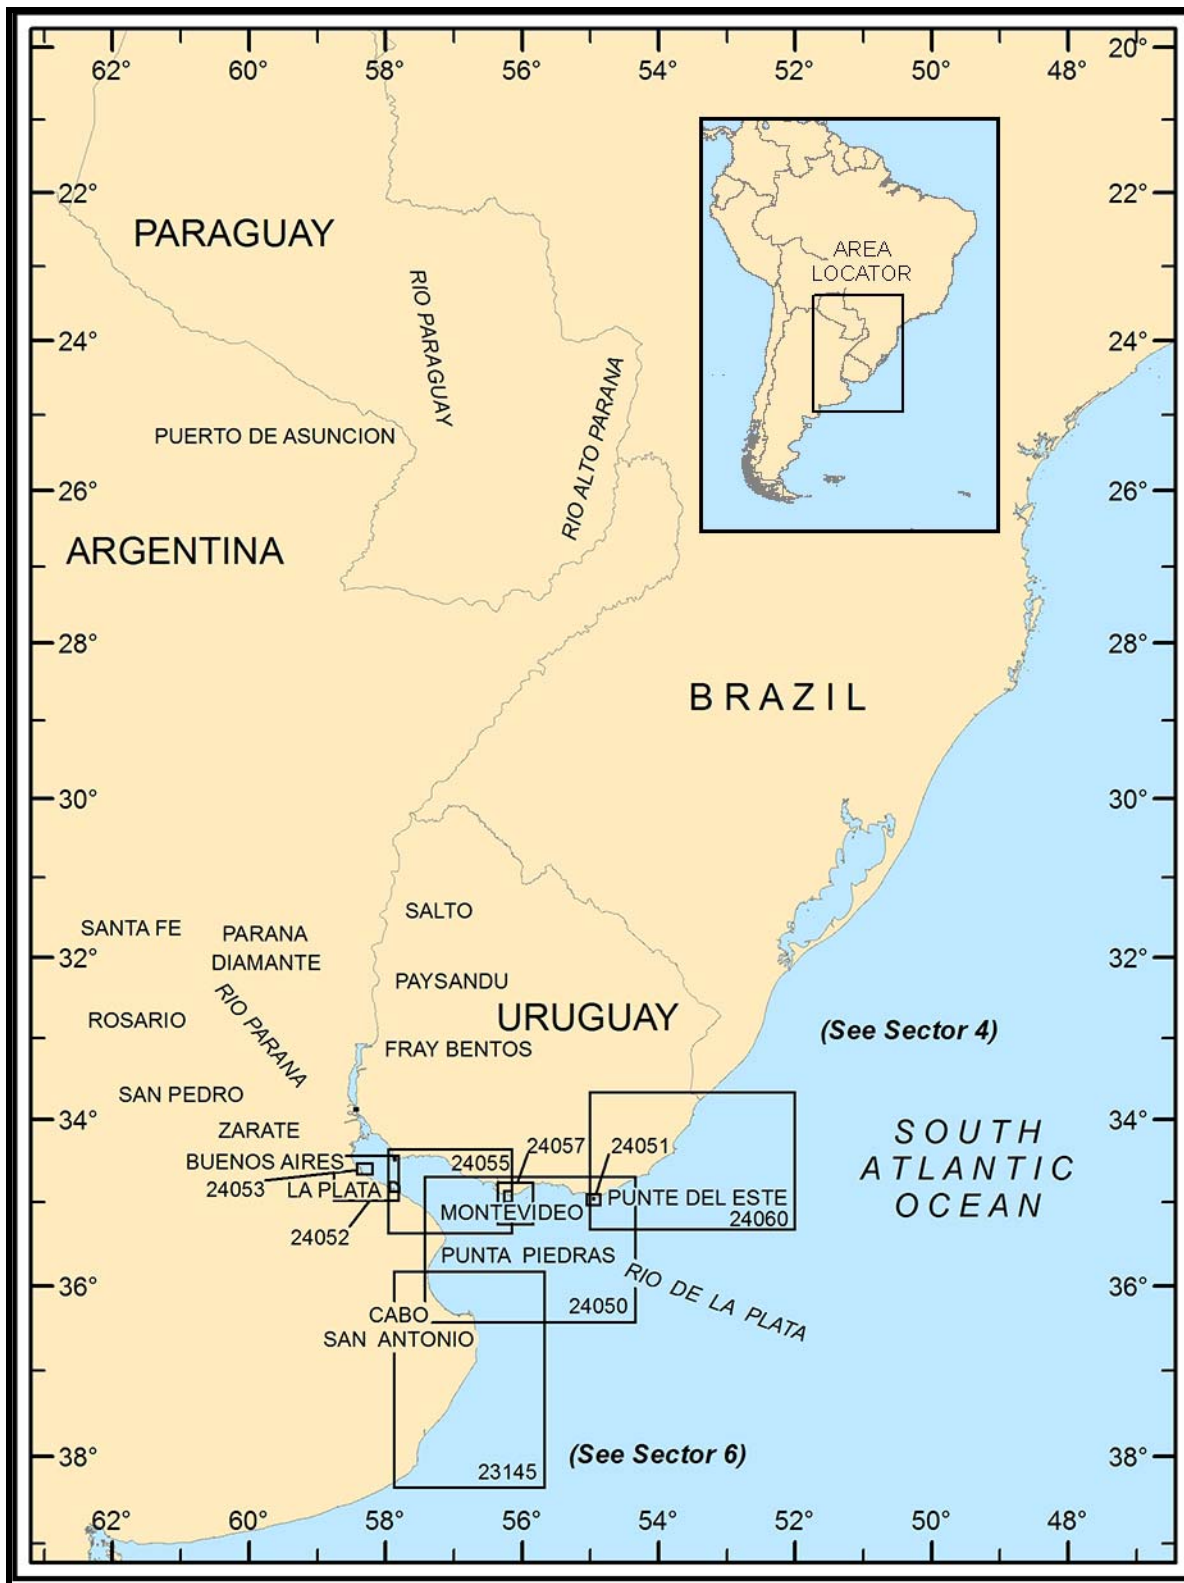 62° 60° 58° 56° 54° 52° 50° 48° 20°
22° 22°
PARAGUAY
AREA
LOCATOR
RIO PARAGUAY
24° 24°
RIO ALTO PARANA
PUERTO DE ASUNCION
26° 26°
ARGENTINA
28° 28°
BRAZIL
30° 30°
SALTO
SANTA FE
PARANA
DIAMANTE
32° 32°
PAYSANDU
RIO PARANA
ROSARIO
URUGUAY
(See Sector 4)
FRAY BENTOS
SAN PEDRO
34° 34°
ZARATE
SOUTH
ATLANTIC
OCEAN
24057 24051
BUENOS AIRES
24055
24053
LA PLATA
PUNTE DEL ESTE
MONTEVIDEO
24060
24052
PUNTA PIEDRAS
RIO DE LA PLATA
36° 36°
24050
CABO
SAN ANTONIO
38° 38°
(See Sector 6)
23145
62° 60° 58° 56° 54° 52° 50° 48°